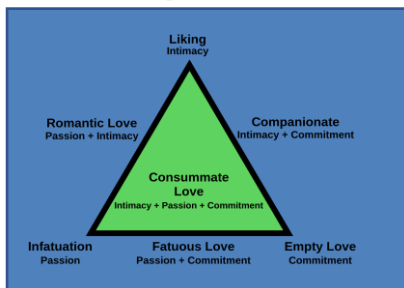 Liking
Intimacy
Romantic Love
Passion + Intimacy
Companionate
Intimacy + Commitment
Consummate
Love
Intimacy + Passion + Commitment
Infatuation
Passion
Fatuous Love
Passion + Commitment
Empty Love
Commitment